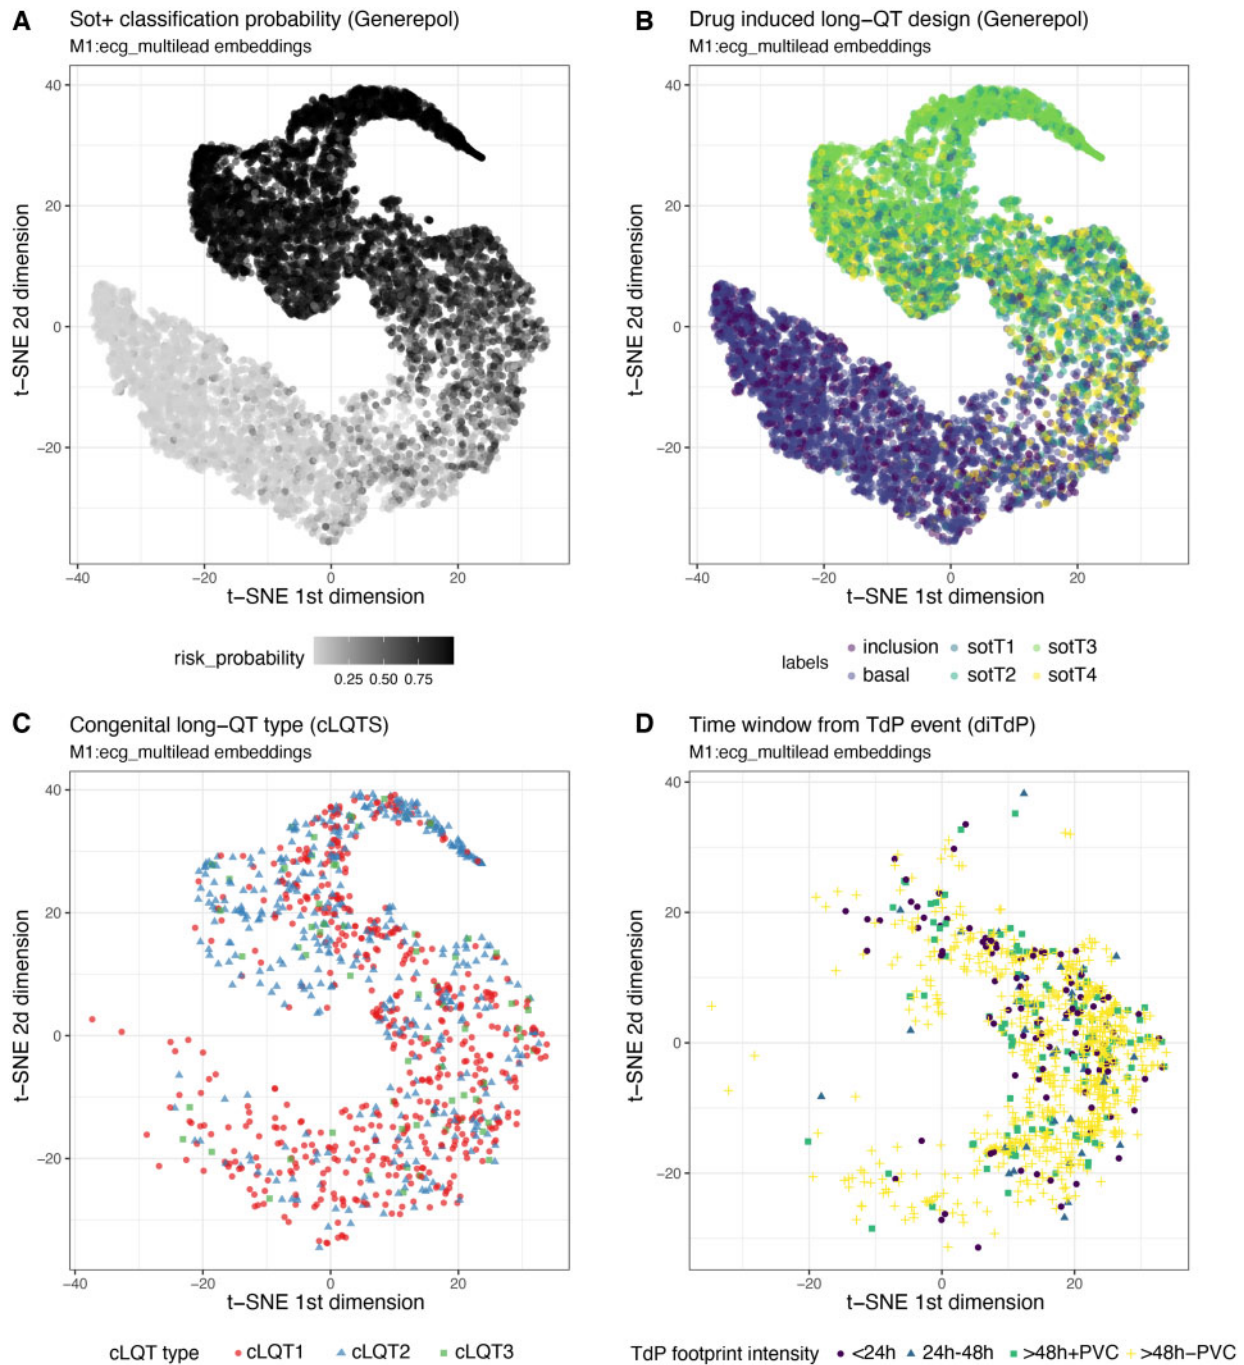 A Sot+ classification probability (Generepol)
M1:ecg_multilead embeddings
40
20
0
−20
t−SNE 2d dimension
−40 −20 0 20
t−SNE 1st dimension
risk_probability
0.25 0.50 0.75
B Drug induced long−QT design (Generepol)
M1:ecg_multilead embeddings
40
20
0
−20
t−SNE 2d dimension
−40 −20 0 20
t−SNE 1st dimension
labels
inclusion sotT1 sotT3
basal sotT2 sotT4
C Congenital long−QT type (cLQTS)
M1:ecg_multilead embeddings
40
20
0
−20
t−SNE 2d dimension
−40 −20 0 20
t−SNE 1st dimension
cLQT type cLQT1 cLQT2 cLQT3
D Time window from TdP event (diTdP)
M1:ecg_multilead embeddings
40
20
0
−20
t−SNE 2d dimension
−20 0 20
t−SNE 1st dimension
TdP footprint intensity <24h 24h-48h >48h+PVC >48h−PVC